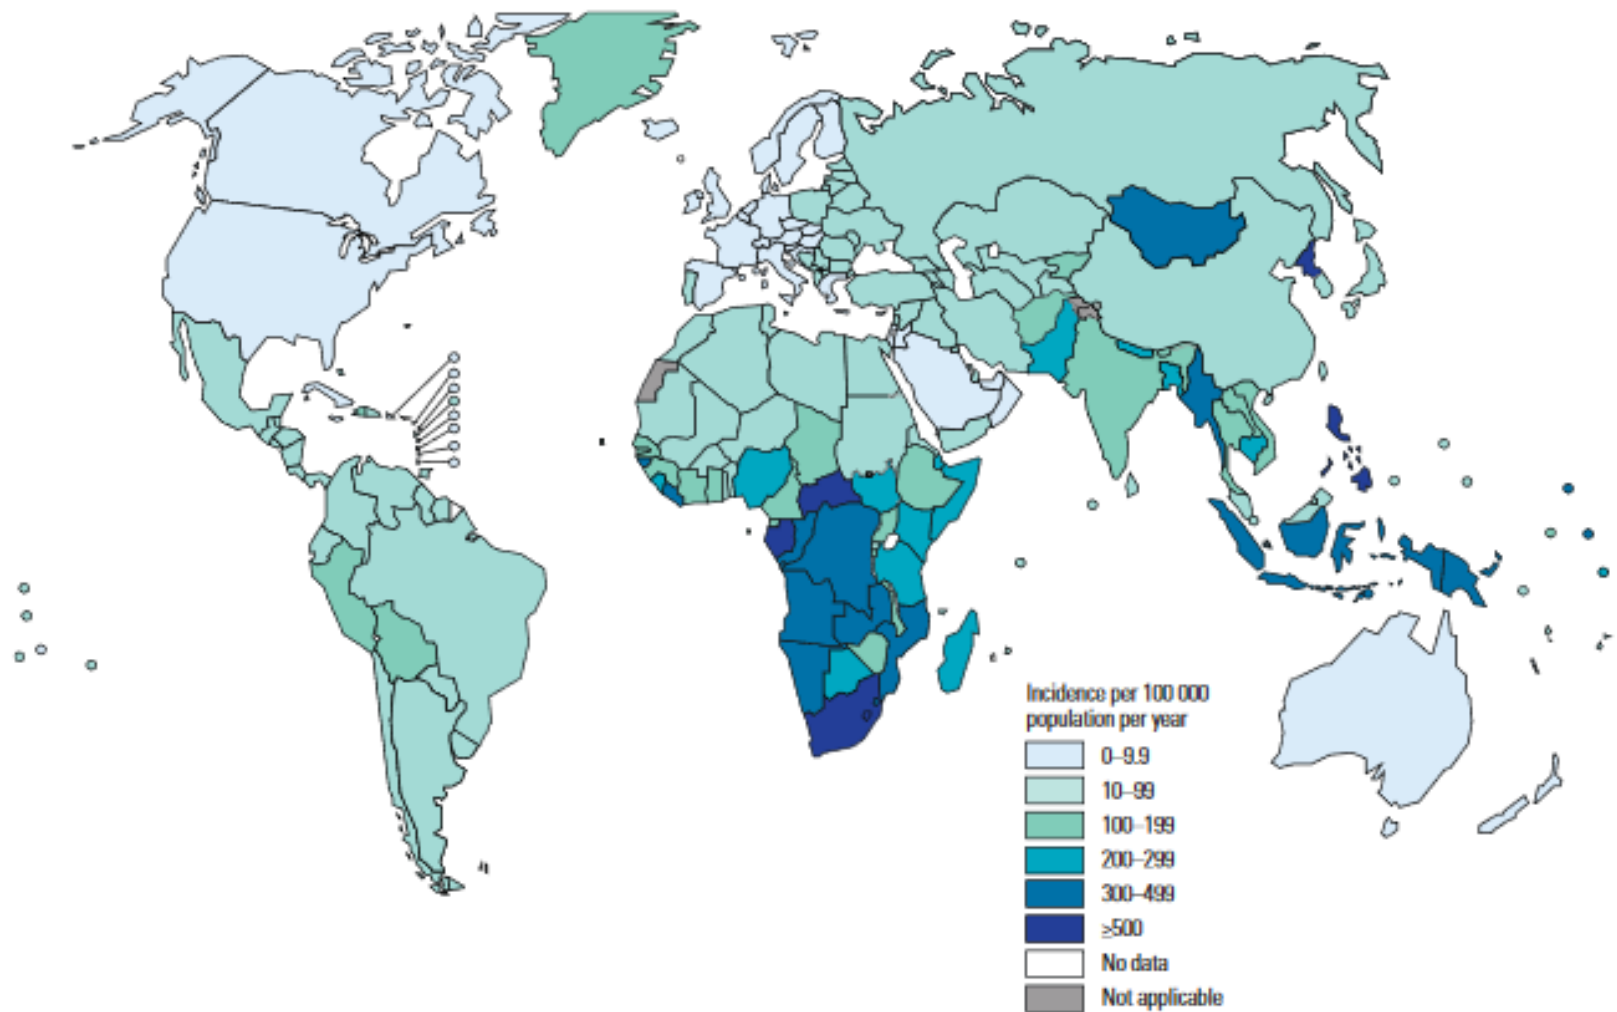 Incidence per 100 000
population per year
0–9.9
10–99
100–199
200–299
300–499
≥500
No data
Not applicable